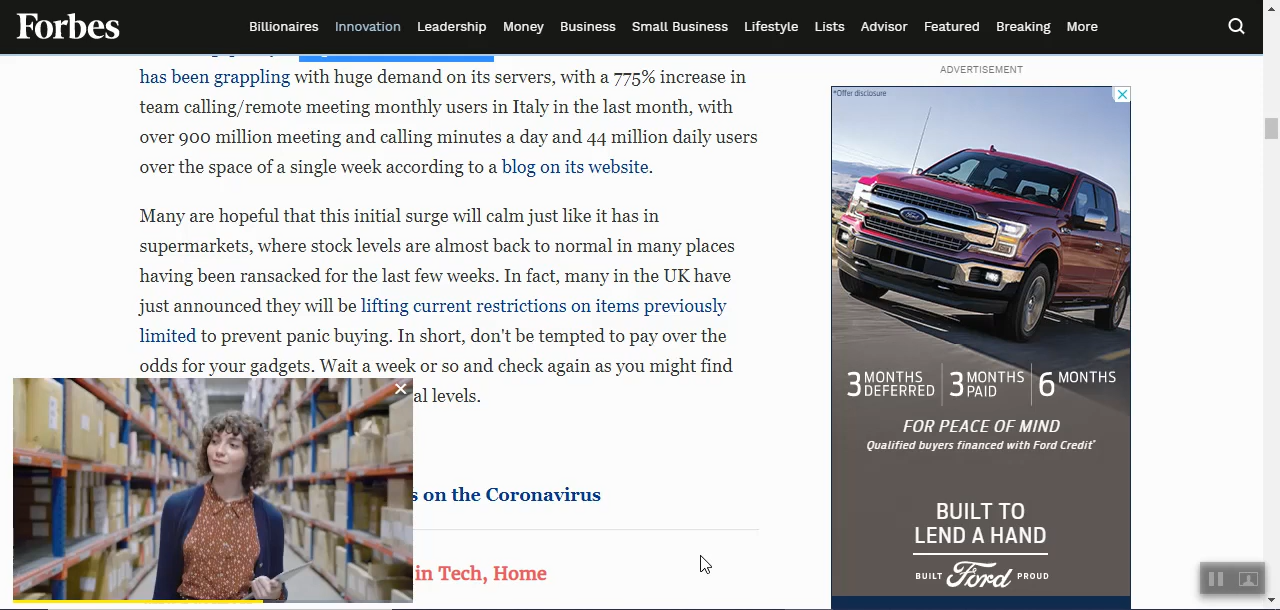 Forbes
Billionaires Innovation Leadership Money Business Small Business Lifestyle Lists Advisor Featured Breaking More
has been grappling with huge demand on its servers, with a 775% increase in
team calling/remote meeting monthly users in Italy in the last month, with
over 900 million meeting and calling minutes a day and 44 million daily users
over the space of a single week according to a blog on its website.
Many are hopeful that this initial surge will calm just like it has in
supermarkets, where stock levels are almost back to normal in many places
having been ransacked for the last few weeks. In fact, many in the UK have
just announced they will be lifting current restrictions on items previously
limited to prevent panic buying. In short, don't be tempted to pay over the
odds for your gadgets. Wait a week or so and check again as you might find
al levels.
s on the Coronavirus
in Tech, Home
ADVERTISEMENT
*Offer disclosure
3 MONTHS DEFERRED 3 MONTHS PAID 6 MONTHS
FOR PEACE OF MIND
Qualified buyers financed with Ford Credit*
BUILT TO
LEND A HAND
BUILT Ford PROUD